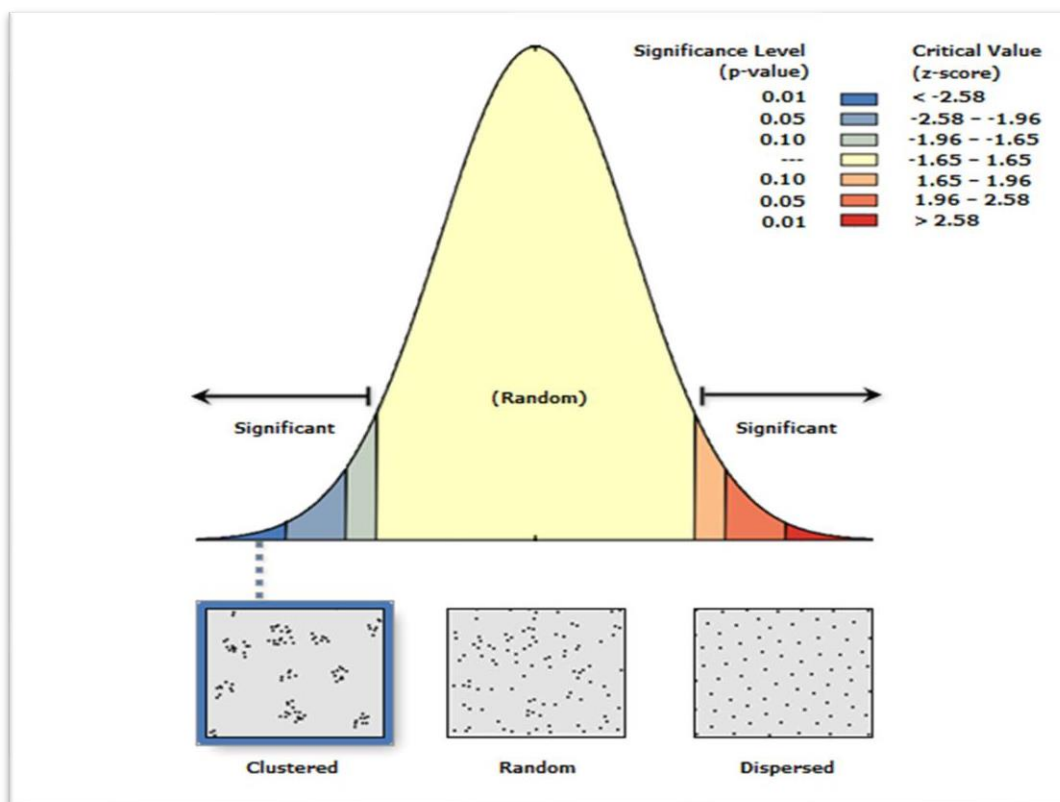 Significance Level Critical Value
(p-value) (z-score)
0.01 < -2.58
0.05 -2.58 – -1.96
0.10 -1.96 – -1.65
--- -1.65 – 1.65
0.10 1.65 – 1.96
0.05 1.96 – 2.58
0.01 > 2.58
(Random)
Significant Significant
Clustered Random Dispersed